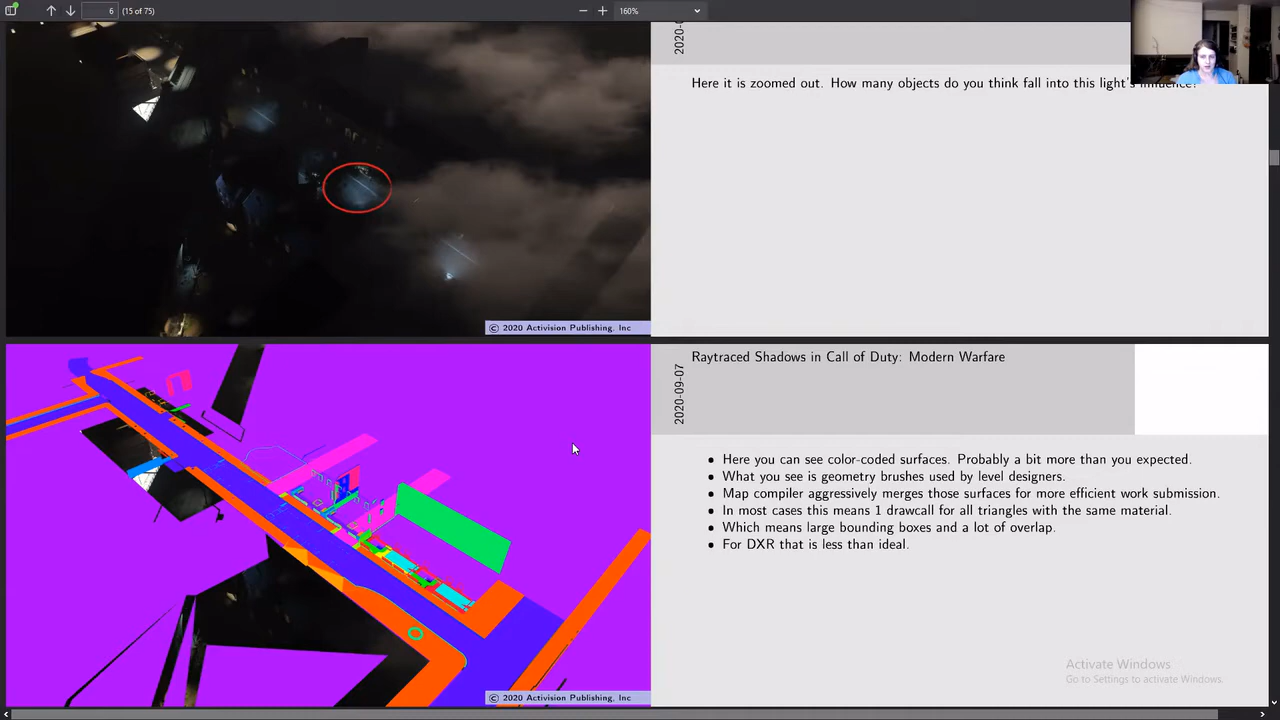 6 (15 of 75) 160%
2020-
Here it is zoomed out. How many objects do you think fall into this light's influence?
© 2020 Activision Publishing, Inc
2020-09-07
Raytraced Shadows in Call of Duty: Modern Warfare
• Here you can see color-coded surfaces. Probably a bit more than you expected.
• What you see is geometry brushes used by level designers.
• Map compiler aggressively merges those surfaces for more efficient work submission.
• In most cases this means 1 drawcall for all triangles with the same material.
• Which means large bounding boxes and a lot of overlap.
• For DXR that is less than ideal.
© 2020 Activision Publishing, Inc
Activate Windows
Go to Settings to activate Windows.